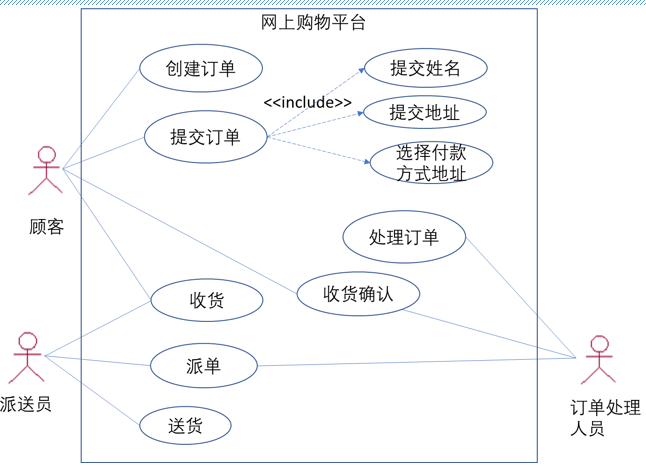 网上购物平台
创建订单
提交姓名
<<include>>
提交订单
提交地址
选择付款
方式地址
顾客
处理订单
收货
收货确认
派单
派送员
订单处理
人员
送货